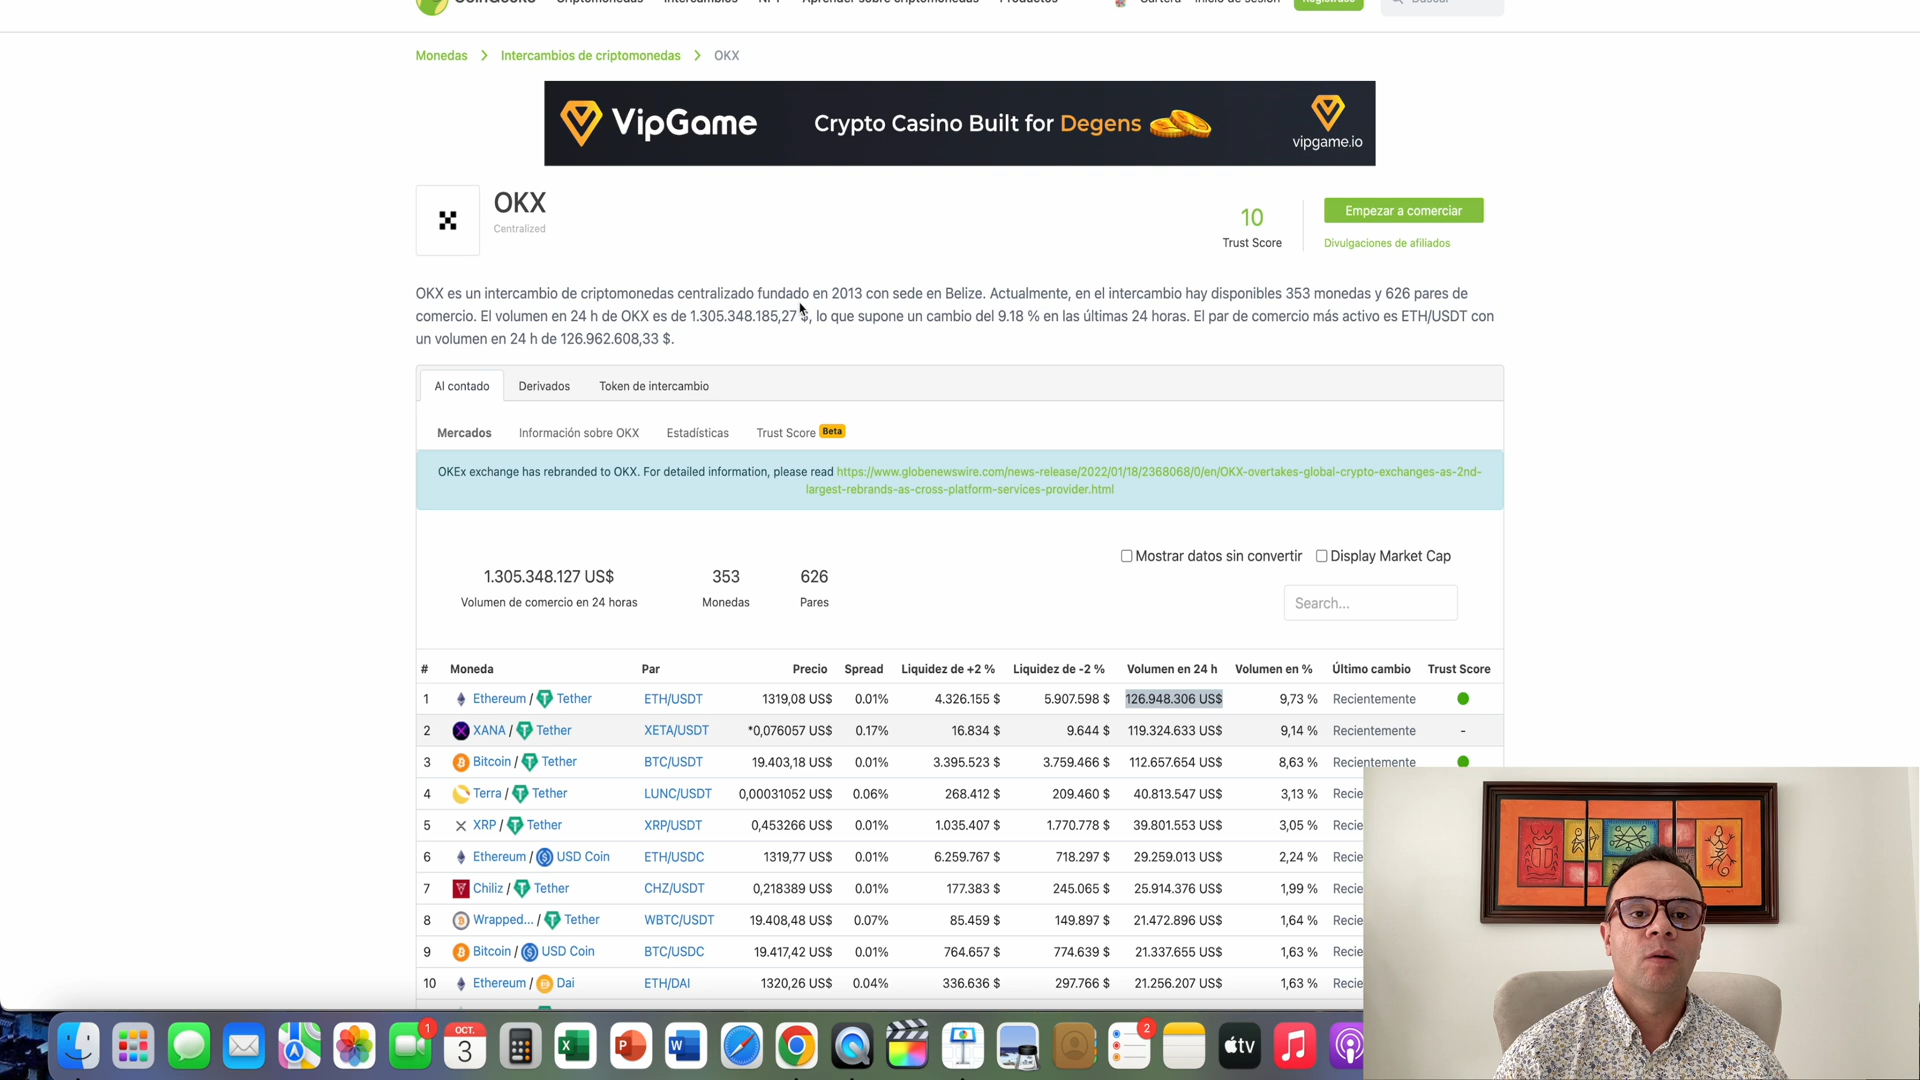 Monedas > Intercambios de criptomonedas > OKX
VipGame Crypto Casino Built for Degens vipgame.io
OKX
Centralized
10
Trust Score
Empezar a comerciar
Divulgaciones de afiliados
OKX es un intercambio de criptomonedas centralizado fundado en 2013 con sede en Belize. Actualmente, en el intercambio hay disponibles 353 monedas y 626 pares de
comercio. El volumen en 24 h de OKX es de 1.305.348.185,27 $, lo que supone un cambio del 9.18 % en las últimas 24 horas. El par de comercio más activo es ETH/USDT con
un volumen en 24 h de 126.962.608,33 $.
Al contado Derivados Token de intercambio
Mercados Información sobre OKX Estadísticas Trust Score Beta
OKEx exchange has rebranded to OKX. For detailed information, please read https://www.globenewswire.com/news-release/2022/01/18/2368068/0/en/OKX-overtakes-global-crypto-exchanges-as-2nd-
largest-rebrands-as-cross-platform-services-provider.html
Mostrar datos sin convertir Display Market Cap
1.305.348.127 US$ 353 626
Volumen de comercio en 24 horas Monedas Pares
Search...
# Moneda Par Precio Spread Liquidez de +2 % Liquidez de -2 % Volumen en 24 h Volumen en % Último cambio Trust Score
1 Ethereum / Tether ETH/USDT 1319,08 US$ 0.01% 4.326.155 $ 5.907.598 $ 126.948.306 US$ 9,73 % Recientemente
2 XANA / Tether XETA/USDT *0,076057 US$ 0.17% 16.834 $ 9.644 $ 119.324.633 US$ 9,14 % Recientemente -
3 Bitcoin / Tether BTC/USDT 19.403,18 US$ 0.01% 3.395.523 $ 3.759.466 $ 112.657.654 US$ 8,63 % Recientemente
4 Terra / Tether LUNC/USDT 0,00031052 US$ 0.06% 268.412 $ 209.460 $ 40.813.547 US$ 3,13 % Recie
5 XRP / Tether XRP/USDT 0,453266 US$ 0.01% 1.035.407 $ 1.770.778 $ 39.801.553 US$ 3,05 % Recie
6 Ethereum / USD Coin ETH/USDC 1319,77 US$ 0.01% 6.259.767 $ 718.297 $ 29.259.013 US$ 2,24 % Recie
7 Chiliz / Tether CHZ/USDT 0,218389 US$ 0.01% 177.383 $ 245.065 $ 25.914.376 US$ 1,99 % Recie
8 Wrapped... / Tether WBTC/USDT 19.408,48 US$ 0.07% 85.459 $ 149.897 $ 21.472.896 US$ 1,64 % Recie
9 Bitcoin / USD Coin BTC/USDC 19.417,42 US$ 0.01% 764.657 $ 774.639 $ 21.337.655 US$ 1,63 % Recie
10 Ethereum / Dai ETH/DAI 1320,26 US$ 0.04% 336.636 $ 297.766 $ 21.256.207 US$ 1,63 % Recie
1 OCT. 3 X P W 2 tv